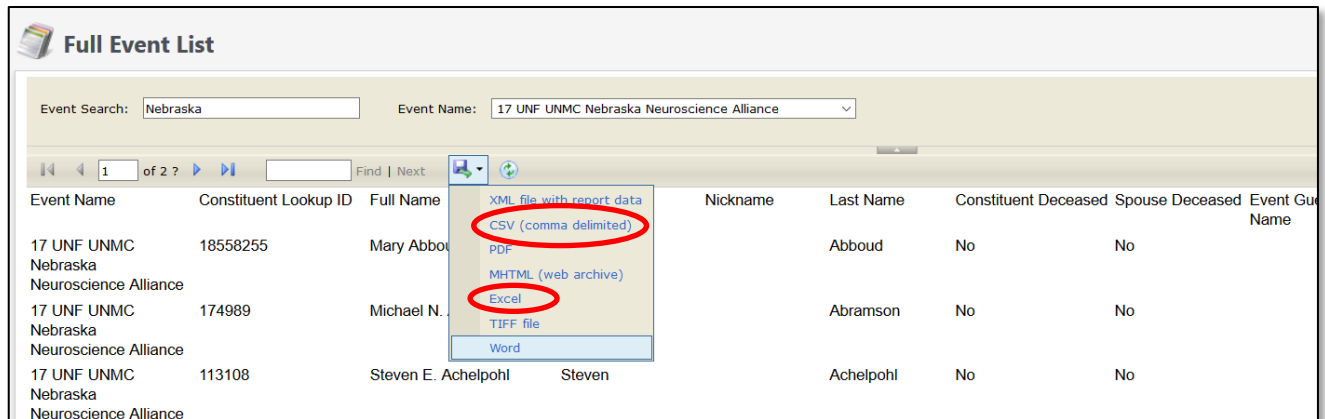 Full Event List
Event Search: Nebraska Event Name: 17 UNF UNMC Nebraska Neuroscience Alliance
1 of 2 ? Find | Next
Event Name Constituent Lookup ID Full Name Nickname Last Name Constituent Deceased Spouse Deceased Event Gue
Name
XML file with report data
CSV (comma delimited)
PDF
MHTML (web archive)
Excel
TIFF file
Word
17 UNF UNMC 18558255 Mary Abbou Abboud No No
Nebraska
Neuroscience Alliance
17 UNF UNMC 174989 Michael N. Abramson No No
Nebraska
Neuroscience Alliance
17 UNF UNMC 113108 Steven E. Achelpohl Steven Achelpohl No No
Nebraska
Neuroscience Alliance